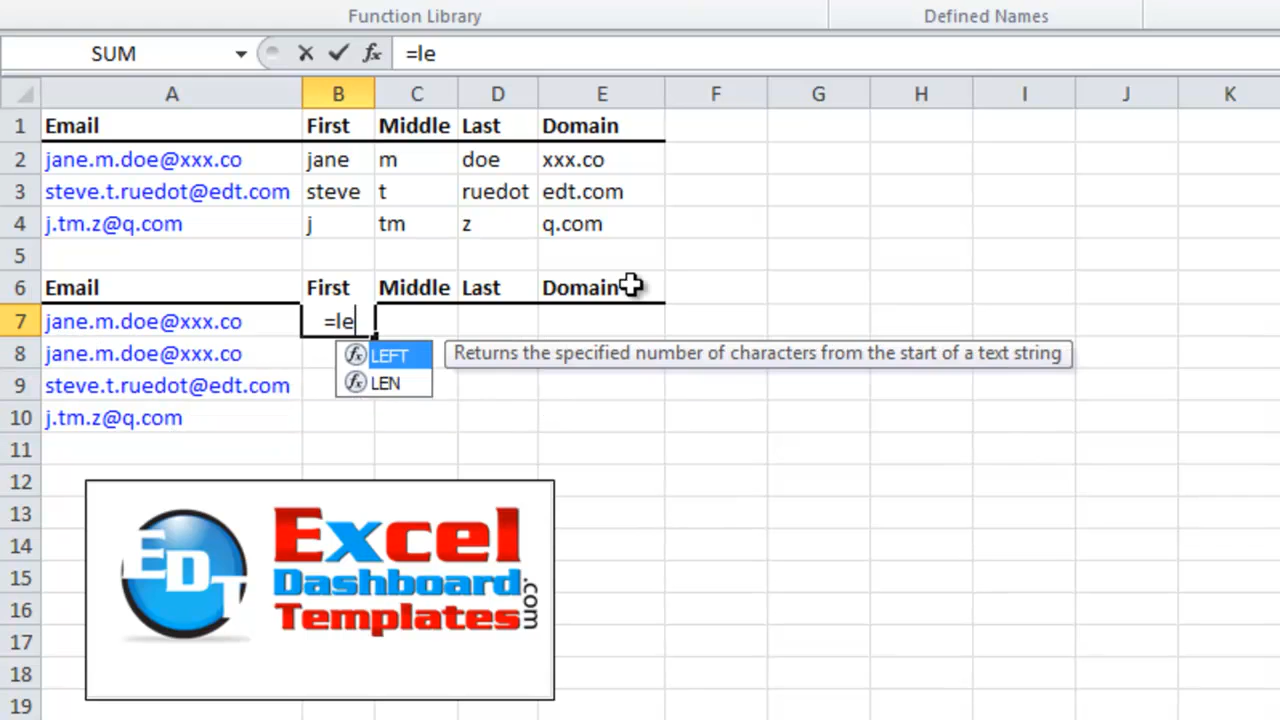 Function Library Defined Names
SUM fx =le
A B C D E F G H I J K
1 Email First Middle Last Domain
2 jane.m.doe@xxx.co jane m doe xxx.co
3 steve.t.ruedot@edt.com steve t ruedot edt.com
4 j.tm.z@q.com j tm z q.com
5
6 Email First Middle Last Domain
7 jane.m.doe@xxx.co =le
8 jane.m.doe@xxx.co fx LEFT Returns the specified number of characters from the start of a text string
9 steve.t.ruedot@edt.com fx LEN
10 j.tm.z@q.com
11
12
13
14
15
16
17
18
19
EDT
Excel
Dashboard
Templates
.com